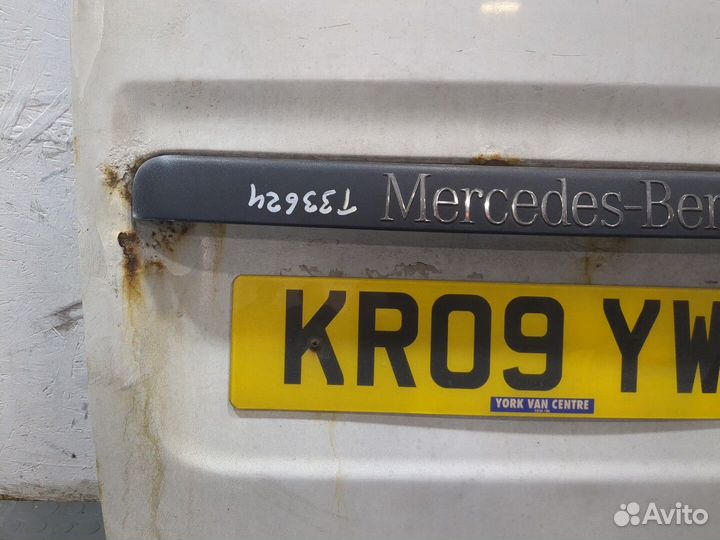 T33624 Mercedes-Ben
KR09 YW
YORK VAN CENTRE
Avito